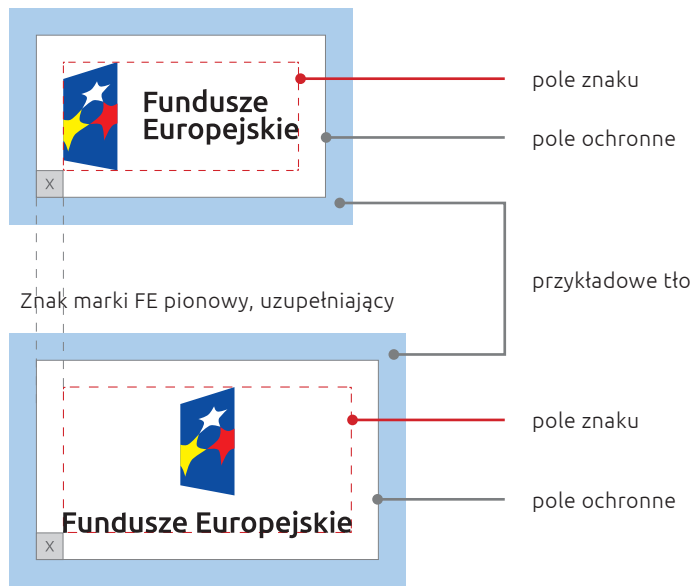 pole znaku
Fundusze
Europejskie
pole ochronne
X
przykładowe tło
Znak marki FE pionowy, uzupełniający
pole znaku
pole ochronne
Fundusze Europejskie
X